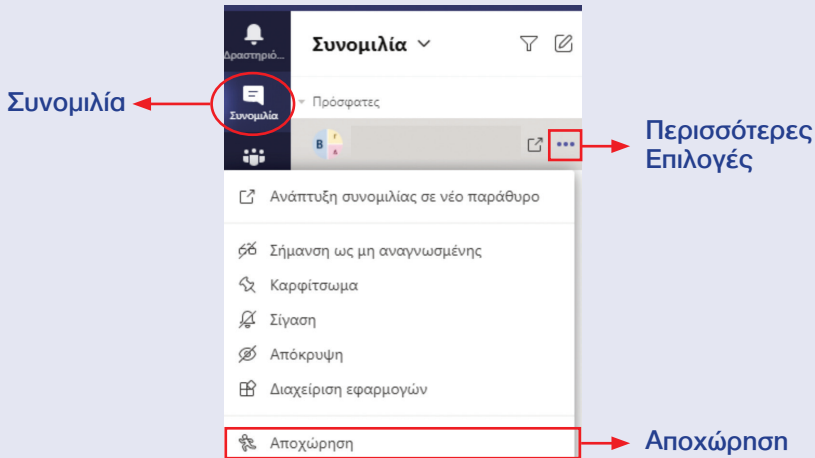 Δραστηριό...
Συνομιλία
Συνομιλία
Συνομιλία
Πρόσφατες
B
Περισσότερες
Επιλογές
Ανάπτυξη συνομιλίας σε νέο παράθυρο
Σήμανση ως μη αναγνωσμένης
Καρφίτσωμα
Σίγαση
Απόκρυψη
Διαχείριση εφαρμογών
Αποχώρηση
Αποχώρηση